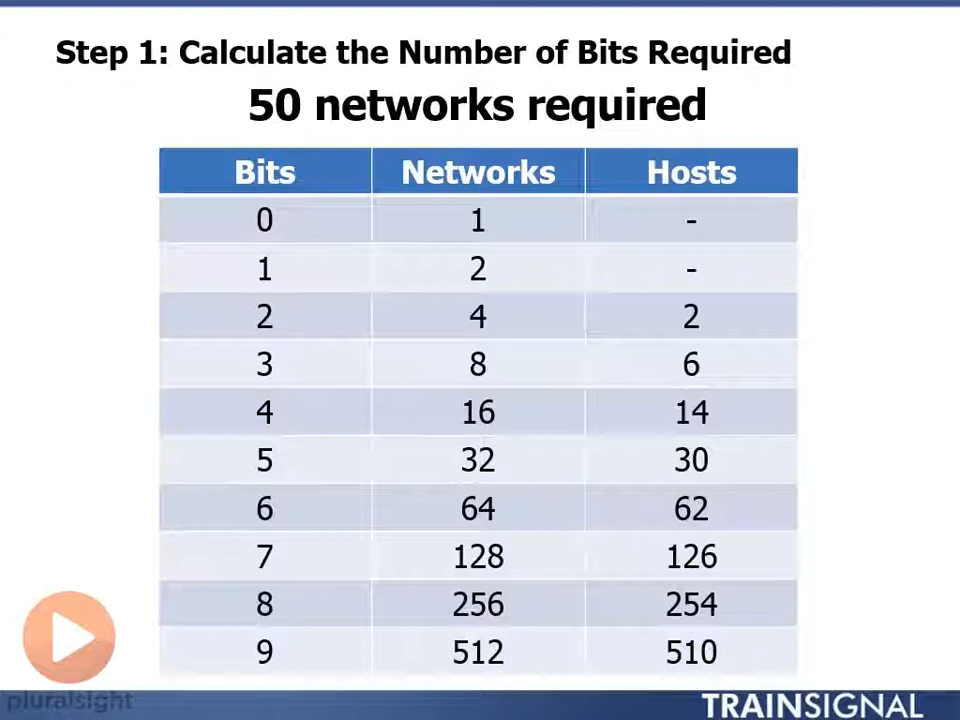 Step 1: Calculate the Number of Bits Required
50 networks required
Bits Networks Hosts
0 1 -
1 2 -
2 4 2
3 8 6
4 16 14
5 32 30
6 64 62
7 128 126
8 256 254
9 512 510
pluralsight
TRAINSIGNAL